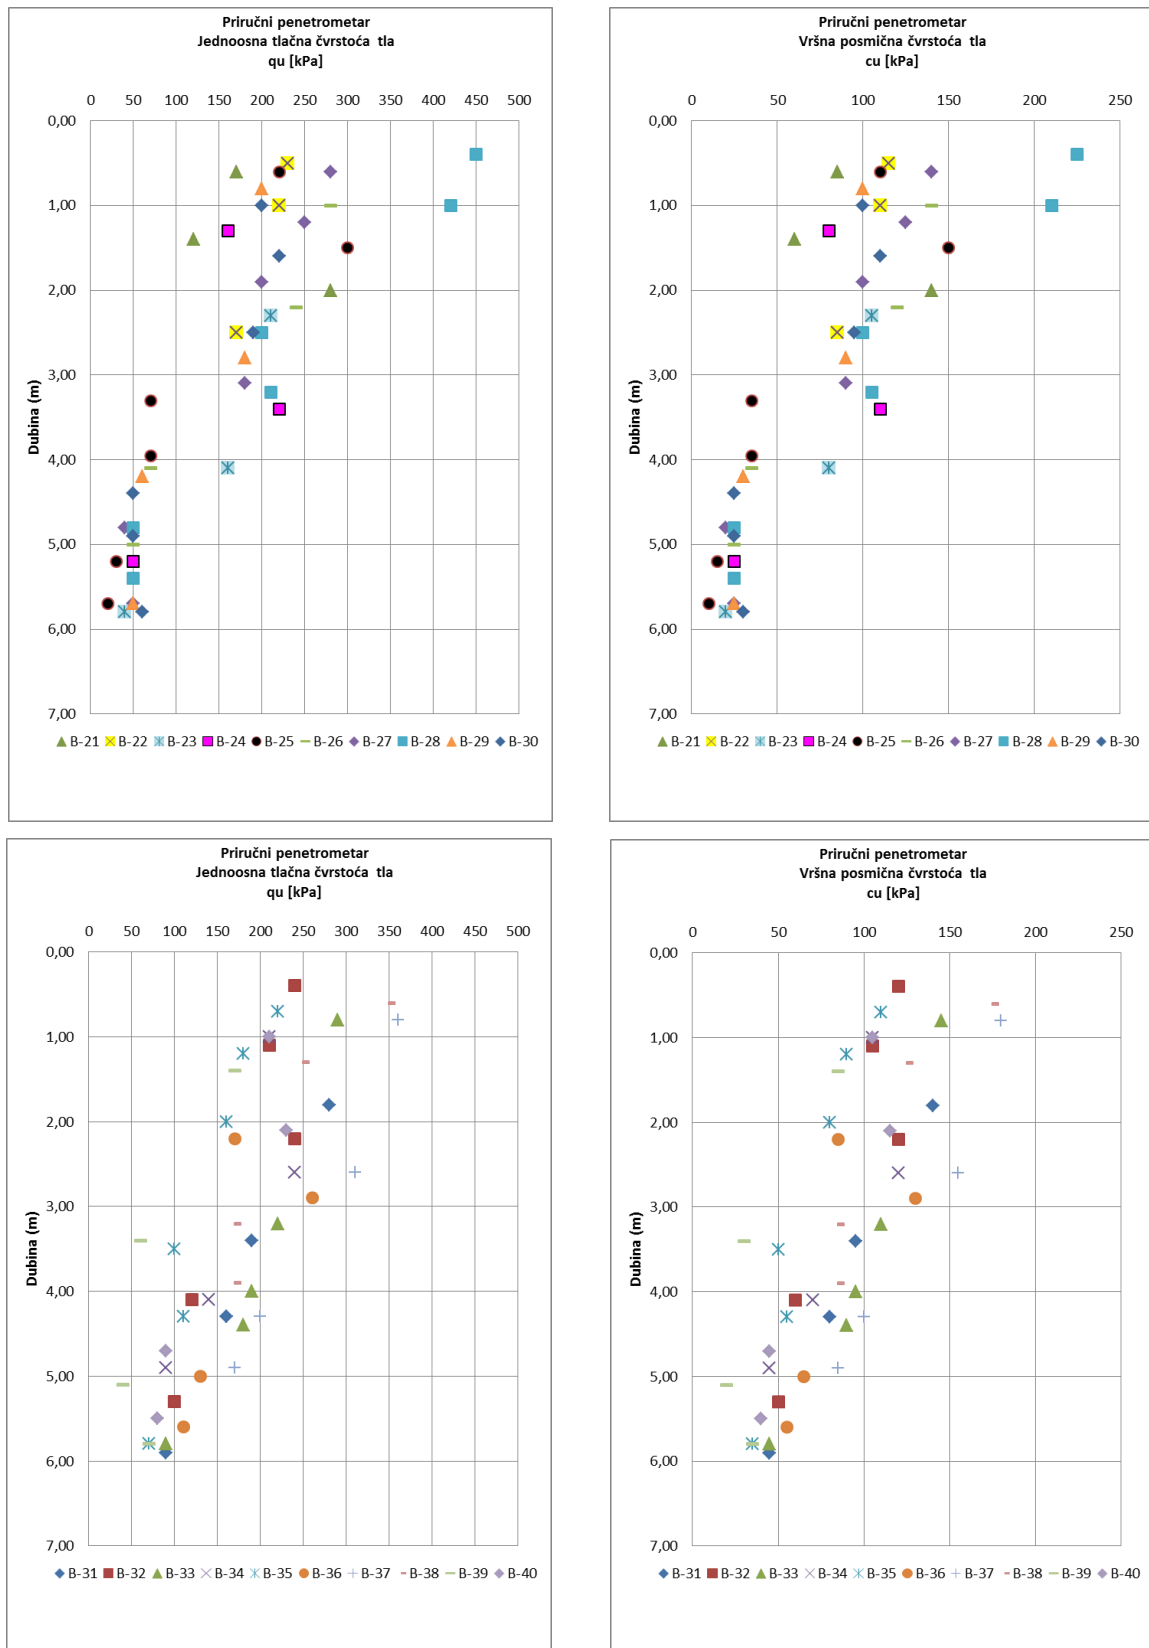 Priručni penetrometar
Jednoosna tlačna čvrstoća tla
qu [kPa]
0 50 100 150 200 250 300 350 400 450 500
0,00
1,00
2,00
3,00
4,00
5,00
6,00
7,00
Dubina (m)
B-21 B-22 B-23 B-24 B-25 B-26 B-27 B-28 B-29 B-30
Priručni penetrometar
Vršna posmična čvrstoća tla
cu [kPa]
0 50 100 150 200 250
0,00
1,00
2,00
3,00
4,00
5,00
6,00
7,00
Dubina (m)
B-21 B-22 B-23 B-24 B-25 B-26 B-27 B-28 B-29 B-30
Priručni penetrometar
Jednoosna tlačna čvrstoća tla
qu [kPa]
0 50 100 150 200 250 300 350 400 450 500
0,00
1,00
2,00
3,00
4,00
5,00
6,00
7,00
Dubina (m)
B-31 B-32 B-33 B-34 B-35 B-36 B-37 B-38 B-39 B-40
Priručni penetrometar
Vršna posmična čvrstoća tla
cu [kPa]
0 50 100 150 200 250
0,00
1,00
2,00
3,00
4,00
5,00
6,00
7,00
Dubina (m)
B-31 B-32 B-33 B-34 B-35 B-36 B-37 B-38 B-39 B-40